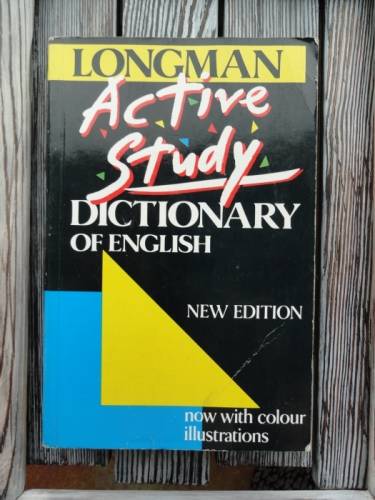 LONGMAN
Active
Study
DICTIONARY
OF ENGLISH
NEW EDITION
now with colour
illustrations